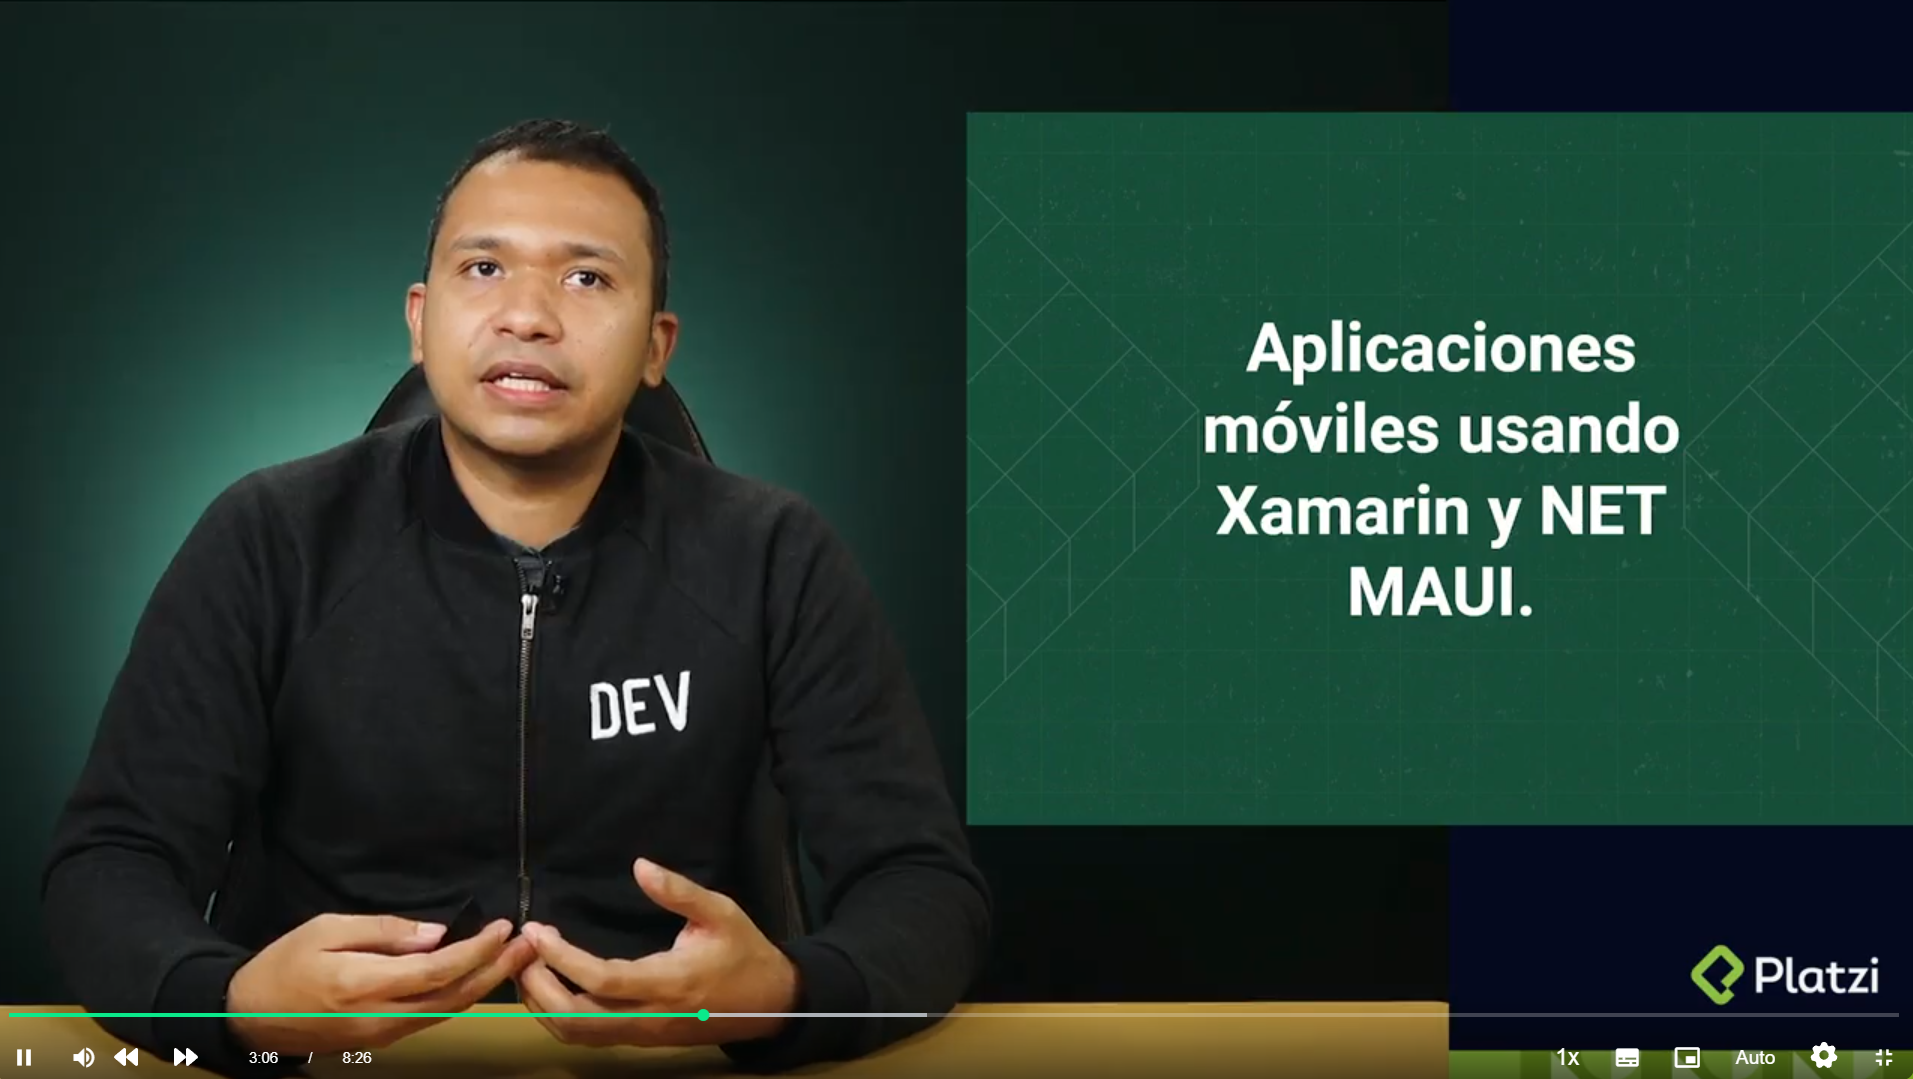 Aplicaciones
móviles usando
Xamarin y NET
MAUI.
DEV
Platzi
3:06 / 8:26
1x
Auto